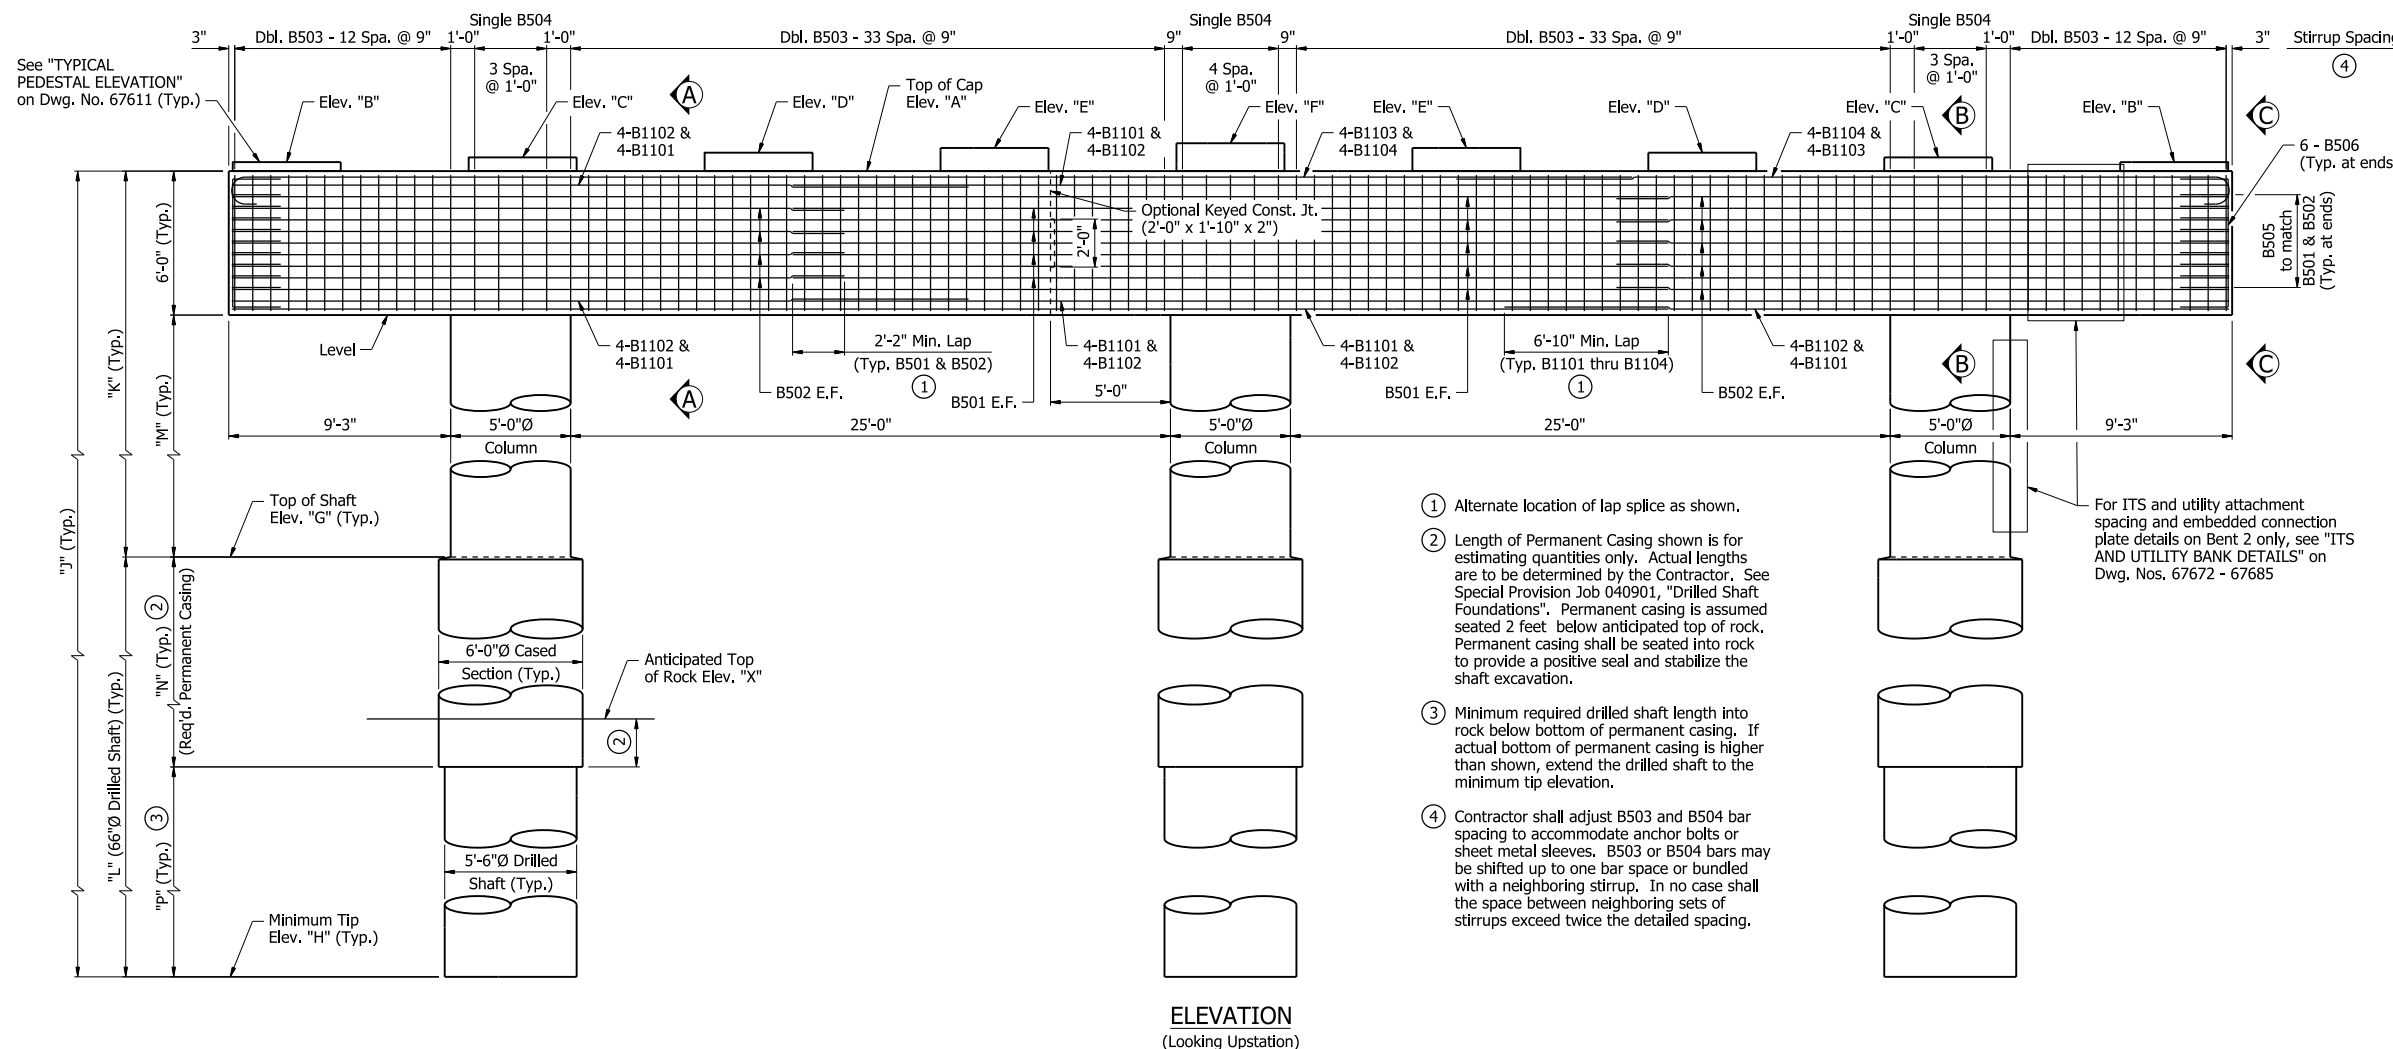 Single B504
Single B504
Single B504
3"
Dbl. B503 - 12 Spa. @ 9"
1'-0"
1'-0"
Dbl. B503 - 33 Spa. @ 9"
9"
9"
Dbl. B503 - 33 Spa. @ 9"
1'-0"
1'-0"
Dbl. B503 - 12 Spa. @ 9"
3"
Stirrup Spacing
4
3 Spa.
@ 1'-0"
4 Spa.
@ 1'-0"
3 Spa.
@ 1'-0"
See "TYPICAL
PEDESTAL ELEVATION"
on Dwg. No. 67611 (Typ.)
Elev. "B"
Elev. "C"
A
Elev. "D"
Top of Cap
Elev. "A"
Elev. "E"
Elev. "F"
Elev. "E"
Elev. "D"
Elev. "C"
B
Elev. "B"
C
4-B1102 &
4-B1101
4-B1101 &
4-B1102
4-B1103 &
4-B1104
4-B1104 &
4-B1103
6 - B506
(Typ. at ends)
Optional Keyed Const. Jt.
(2'-0" x 1'-10" x 2")
2'-0"
B505
to match
B501 & B502
(Typ. at ends)
6'-0" (Typ.)
"K" (Typ.)
"M" (Typ.)
"J" (Typ.)
Level
4-B1102 &
4-B1101
2'-2" Min. Lap
(Typ. B501 & B502)
1
4-B1101 &
4-B1102
4-B1101 &
4-B1102
6'-10" Min. Lap
(Typ. B1101 thru B1104)
1
4-B1102 &
4-B1101
B
C
A
B502 E.F.
B501 E.F.
5'-0"
B501 E.F.
B502 E.F.
9'-3"
5'-0"Ø
Column
25'-0"
5'-0"Ø
Column
25'-0"
5'-0"Ø
Column
9'-3"
Top of Shaft
Elev. "G" (Typ.)
For ITS and utility attachment
spacing and embedded connection
plate details on Bent 2 only, see "ITS
AND UTILITY BANK DETAILS" on
Dwg. Nos. 67672 - 67685
"L" (66"Ø Drilled Shaft) (Typ.)
"N" (Typ.) 2
(Req'd. Permanent Casing)
"P" (Typ.) 3
6'-0"Ø Cased
Section (Typ.)
Anticipated Top
of Rock Elev. "X"
2
5'-6"Ø Drilled
Shaft (Typ.)
Minimum Tip
Elev. "H" (Typ.)
1 Alternate location of lap splice as shown.
2 Length of Permanent Casing shown is for
estimating quantities only. Actual lengths
are to be determined by the Contractor. See
Special Provision Job 040901, "Drilled Shaft
Foundations". Permanent casing is assumed
seated 2 feet below anticipated top of rock.
Permanent casing shall be seated into rock
to provide a positive seal and stabilize the
shaft excavation.
3 Minimum required drilled shaft length into
rock below bottom of permanent casing. If
actual bottom of permanent casing is higher
than shown, extend the drilled shaft to the
minimum tip elevation.
4 Contractor shall adjust B503 and B504 bar
spacing to accommodate anchor bolts or
sheet metal sleeves. B503 or B504 bars may
be shifted up to one bar space or bundled
with a neighboring stirrup. In no case shall
the space between neighboring sets of
stirrups exceed twice the detailed spacing.
ELEVATION
(Looking Upstation)